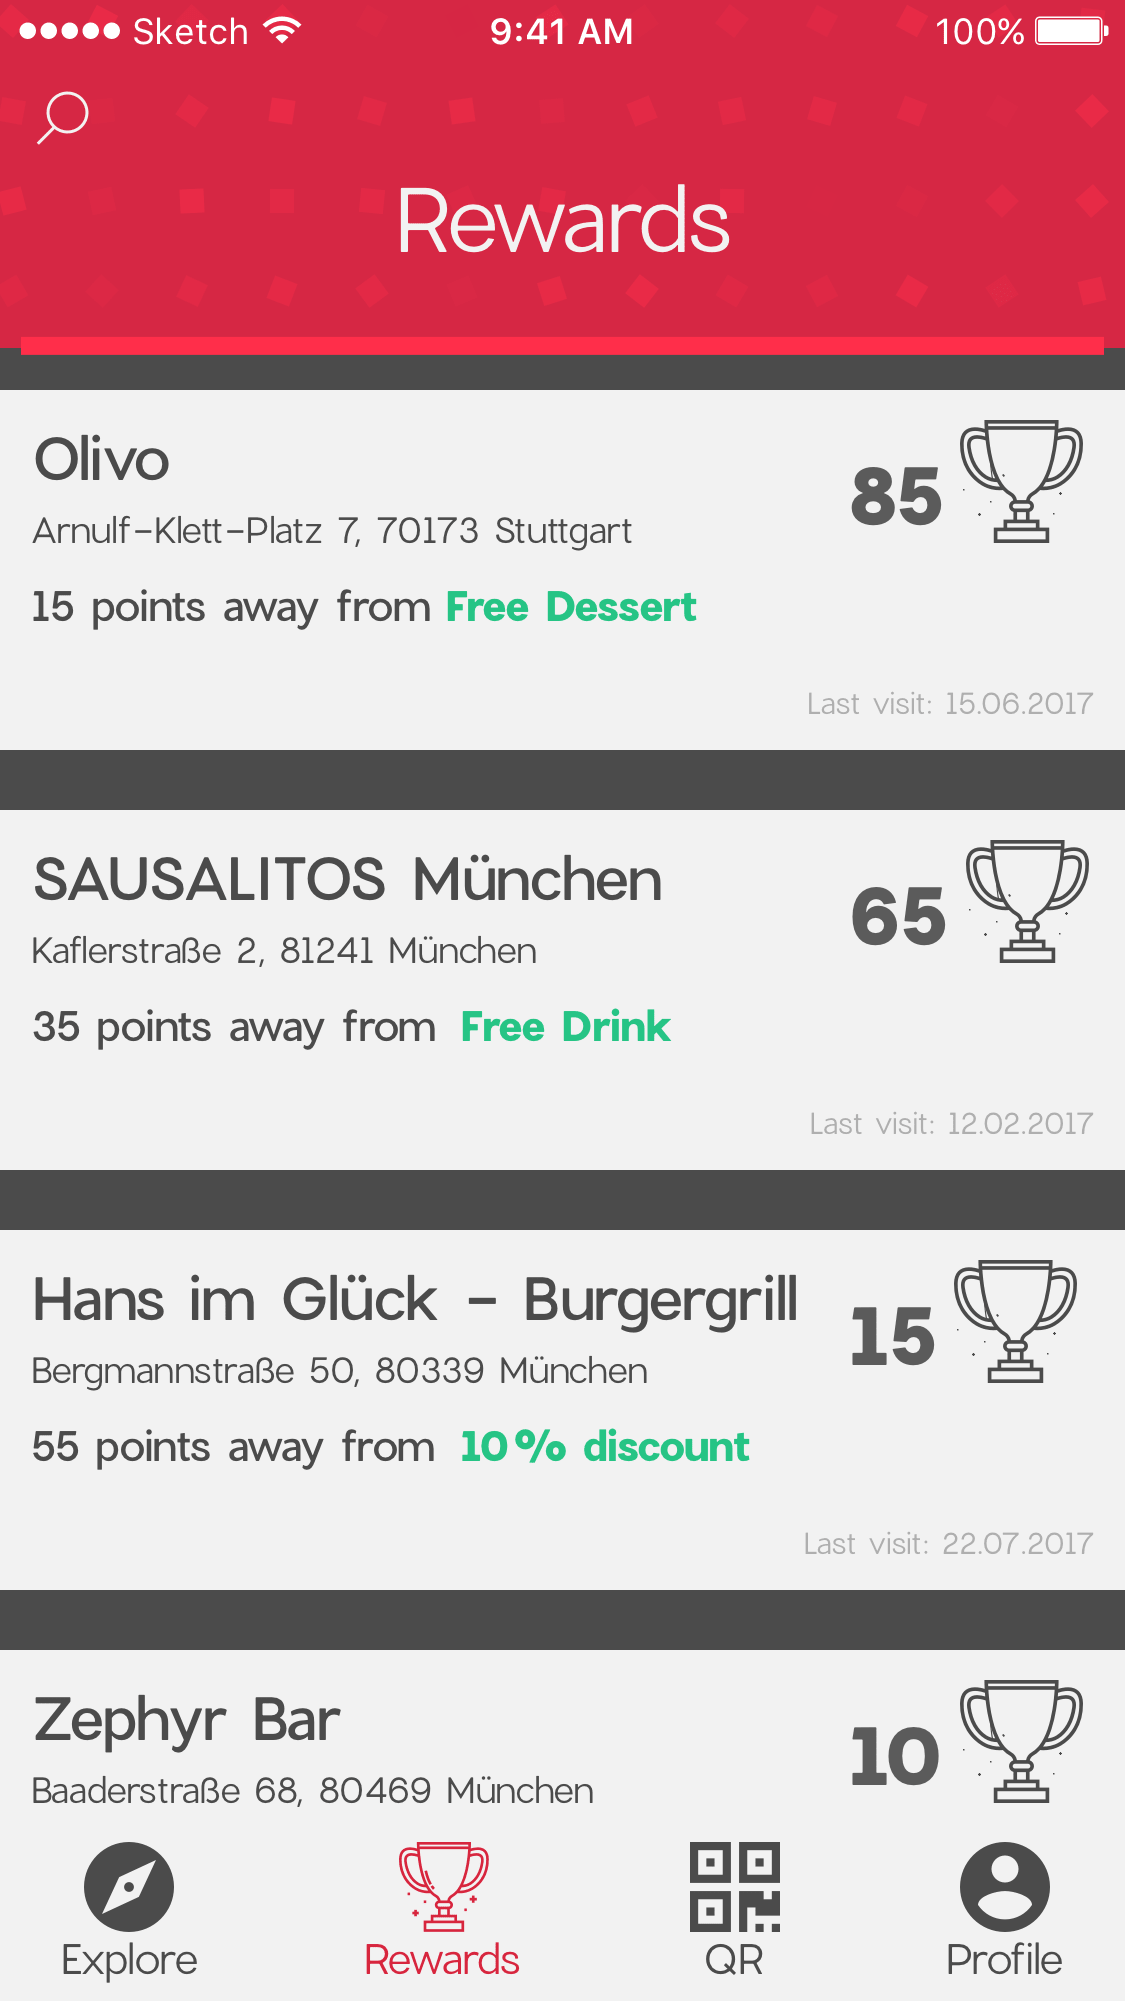 Sketch 9:41 AM 100%
Rewards
Olivo
85
Arnulf-Klett-Platz 7, 70173 Stuttgart
15 points away from Free Dessert
Last visit: 15.06.2017
SAUSALITOS München
65
Kaflerstraße 2, 81241 München
35 points away from Free Drink
Last visit: 12.02.2017
Hans im Glück - Burgergrill
15
Bergmannstraße 50, 80339 München
55 points away from 10% discount
Last visit: 22.07.2017
Zephyr Bar
10
Baaderstraße 68, 80469 München
Explore Rewards QR Profile